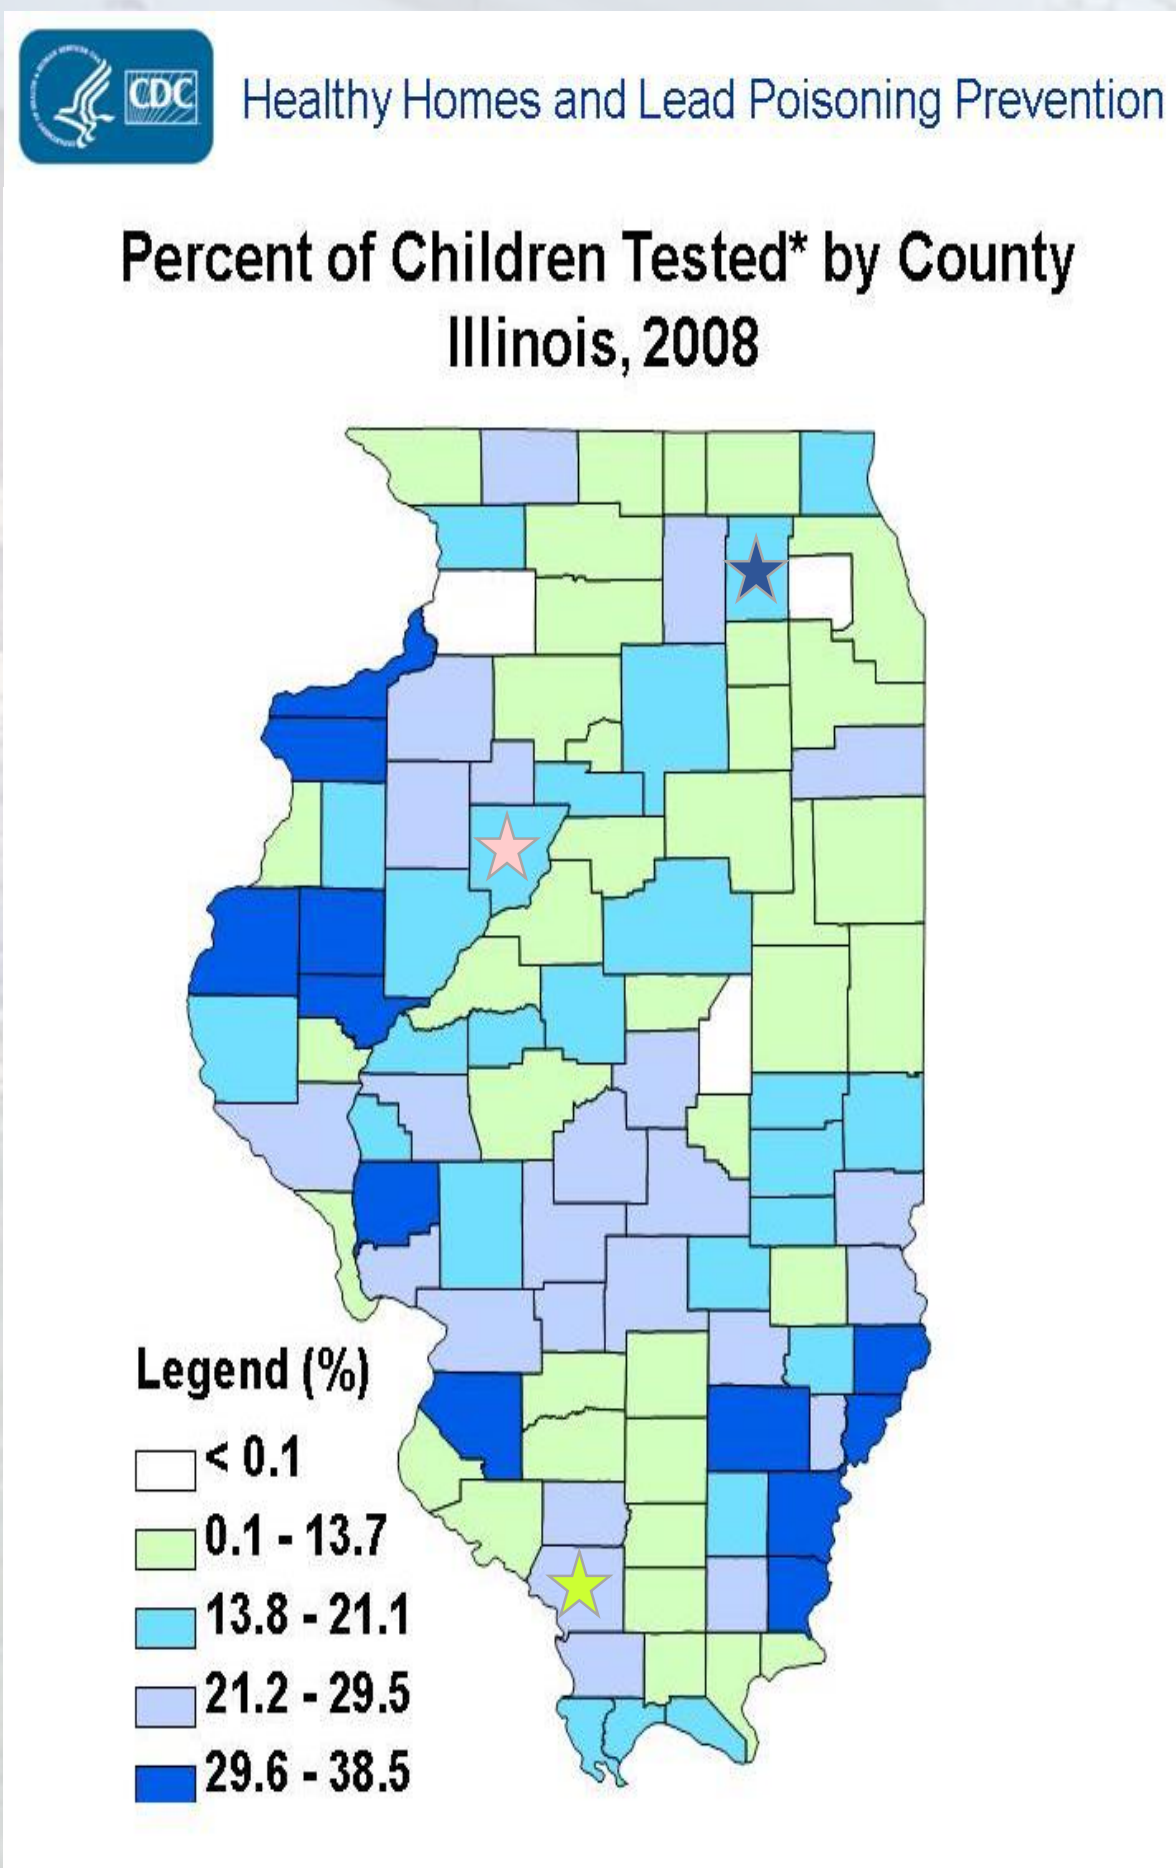 CDC
Healthy Homes and Lead Poisoning Prevention
Percent of Children Tested* by County
Illinois, 2008
Legend (%)
< 0.1
0.1 - 13.7
13.8 - 21.1
21.2 - 29.5
29.6 - 38.5